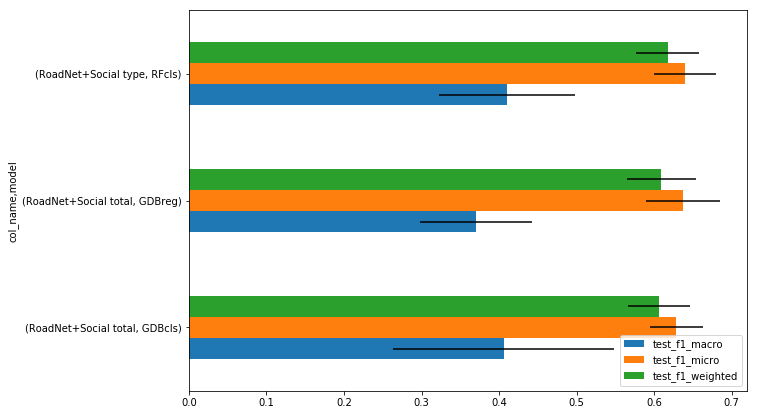 (RoadNet+Social type, RFcls)
(RoadNet+Social total, GDBreg)
(RoadNet+Social total, GDBcls)
col_name,model
test_f1_macro
test_f1_micro
test_f1_weighted
0.0 0.1 0.2 0.3 0.4 0.5 0.6 0.7